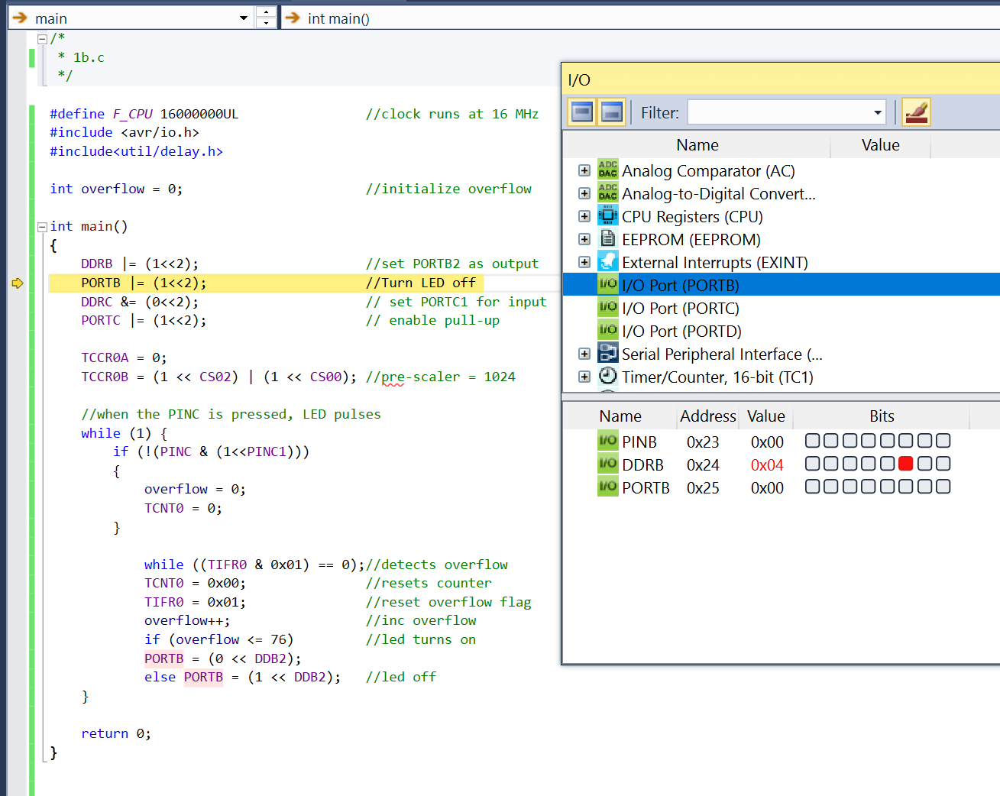 main
int main()
/*
* 1b.c
*/
#define F_CPU 16000000UL //clock runs at 16 MHz
#include <avr/io.h>
#include<util/delay.h>
int overflow = 0; //initialize overflow
int main()
{
DDRB |= (1<<2); //set PORTB2 as output
PORTB |= (1<<2); //Turn LED off
DDRC &= (0<<2); // set PORTC1 for input
PORTC |= (1<<2); // enable pull-up
TCCR0A = 0;
TCCR0B = (1 << CS02) | (1 << CS00); //pre-scaler = 1024
//when the PINC is pressed, LED pulses
while (1) {
if (!(PINC & (1<<PINC1)))
{
overflow = 0;
TCNT0 = 0;
}
while ((TIFR0 & 0x01) == 0);//detects overflow
TCNT0 = 0x00; //resets counter
TIFR0 = 0x01; //reset overflow flag
overflow++; //inc overflow
if (overflow <= 76) //led turns on
PORTB = (0 << DDB2);
else PORTB = (1 << DDB2); //led off
}
return 0;
}
I/O
Filter:
Name Value
ADC DAC Analog Comparator (AC)
ADC DAC Analog-to-Digital Convert...
CPU Registers (CPU)
EEPROM (EEPROM)
External Interrupts (EXINT)
I/O I/O Port (PORTB)
I/O I/O Port (PORTC)
I/O I/O Port (PORTD)
Serial Peripheral Interface (...
Timer/Counter, 16-bit (TC1)
Name Address Value Bits
I/O PINB 0x23 0x00
I/O DDRB 0x24 0x04
I/O PORTB 0x25 0x00